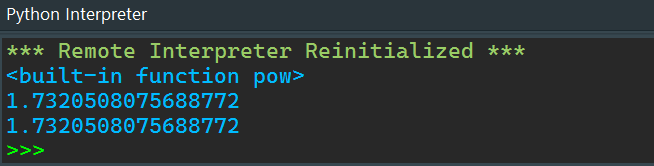 Python Interpreter
*** Remote Interpreter Reinitialized ***
<built-in function pow>
1.7320508075688772
1.7320508075688772
>>>